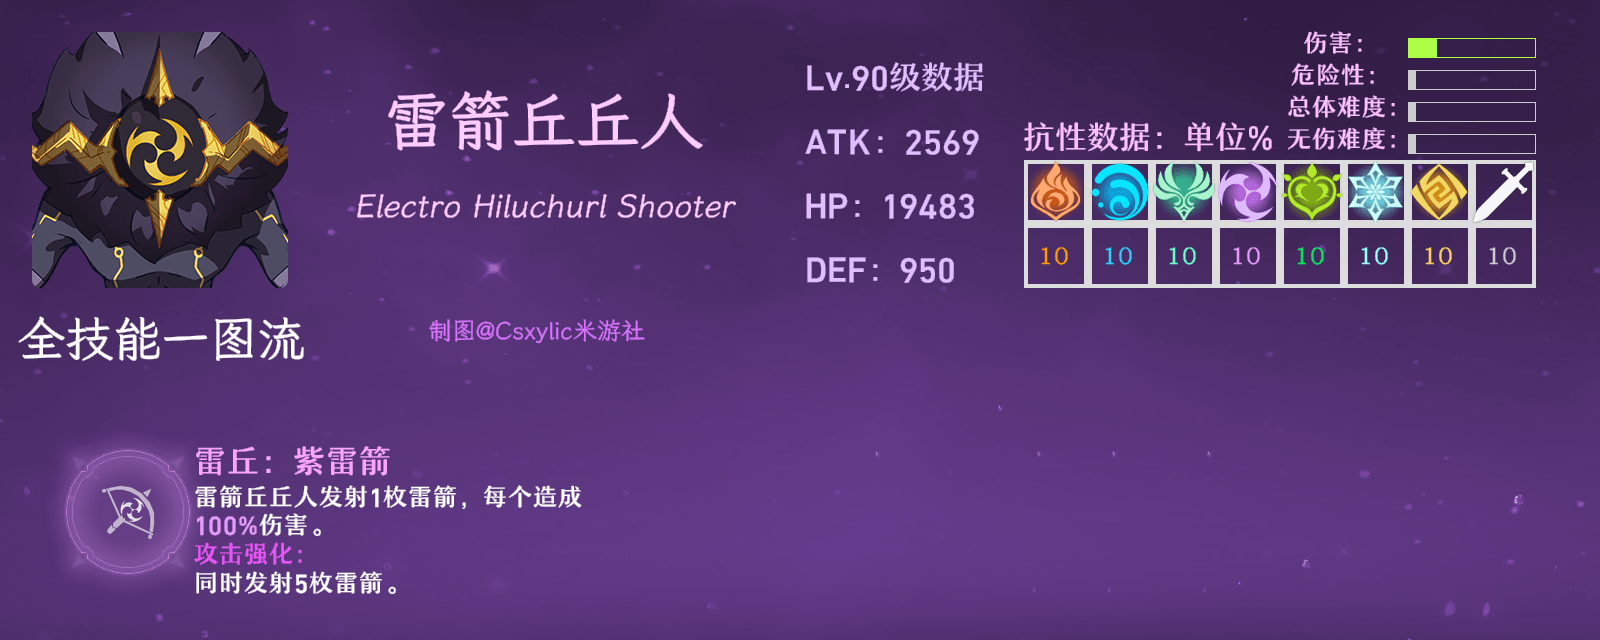 雷箭丘丘人
Electro Hiluchurl Shooter
全技能一图流
制图@Csxylic米游社
Lv.90级数据
ATK：2569
HP：19483
DEF：950
伤害：
危险性：
总体难度：
无伤难度：
抗性数据：单位%
10 10 10 10 10 10 10 10
雷丘：紫雷箭
雷箭丘丘人发射1枚雷箭，每个造成
100%伤害。
攻击强化：
同时发射5枚雷箭。